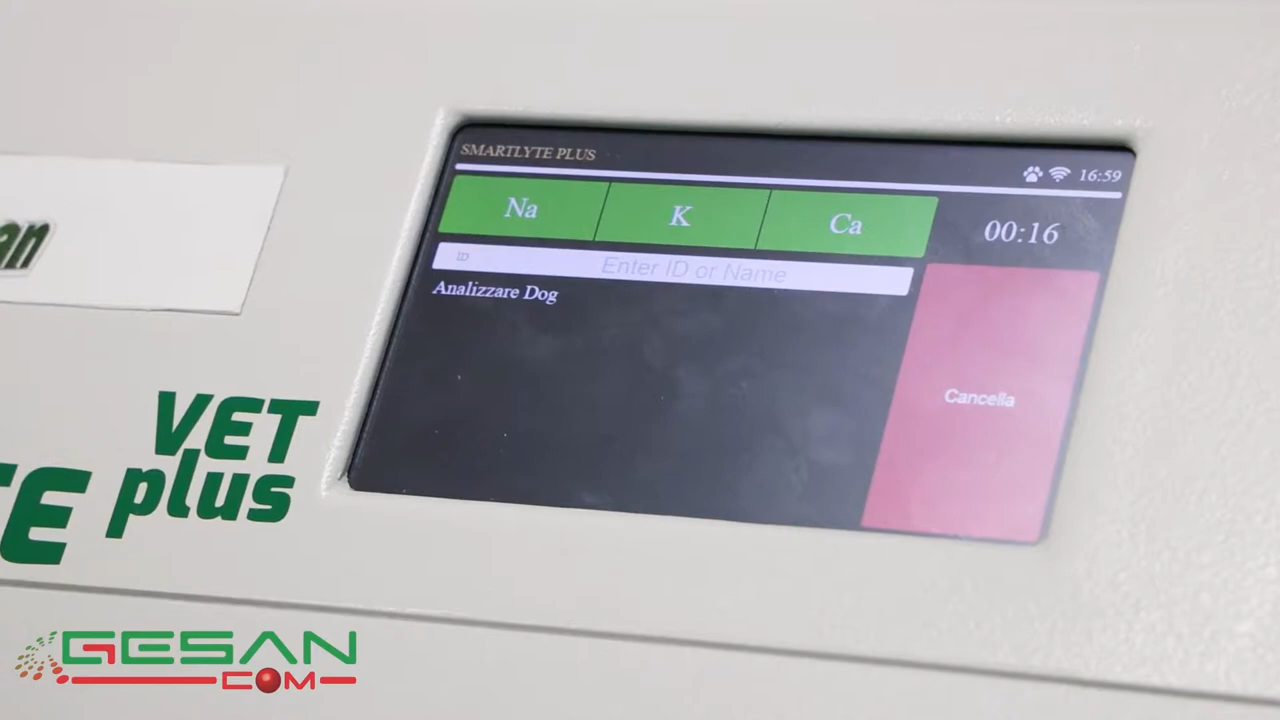 SMARTLYTE PLUS
16:59
Na K Ca
00:16
ID Enter ID or Name
Analizzare Dog
Cancella
VET
plus
GESAN
COM